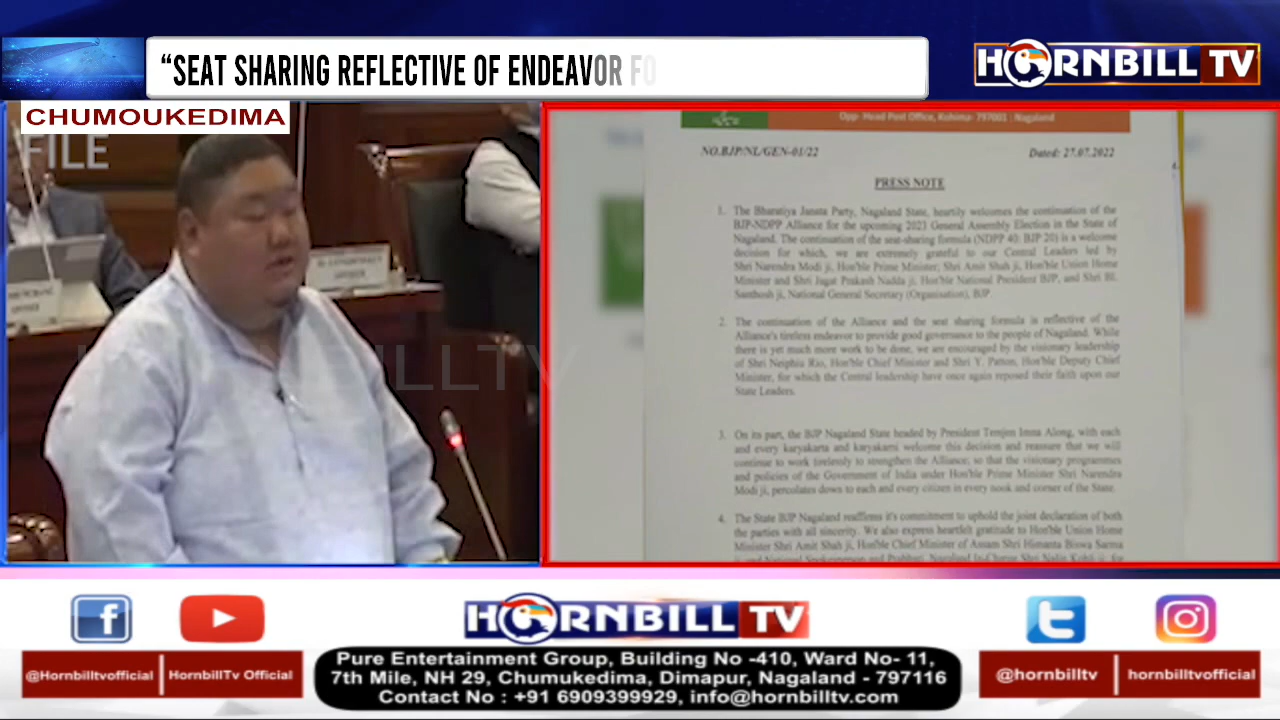 “SEAT SHARING REFLECTIVE OF ENDEAVOR FO
HORNBILL TV
CHUMOUKEDIMA
FILE
HORNBILL TV
Opp- Head Post Office, Kohima- 797001 : Nagaland
NO.BJP/NL/GEN-01/22
Dated: 27.07.2022
PRESS NOTE
1. The Bharatiya Janata Party, Nagaland State, heartily welcomes the continuation of the
BJP-NDPP Alliance for the upcoming 2023 General Assembly Election in the State of
Nagaland. The continuation of the seat-sharing formula (NDPP 40: BJP 20) is a welcome
decision for which, we are extremely grateful to our Central Leaders led by
Shri Narendra Modi ji, Hon'ble Prime Minister; Shri Amit Shah ji, Hon'ble Union Home
Minister and Shri Jagat Prakash Nadda ji, Hon'ble National President BJP, and Shri BL
Santhosh ji, National General Secretary (Organisation), BJP
2. The continuation of the Alliance and the seat sharing formula is reflective of the
Alliance's tireless endeavor to provide good governance to the people of Nagaland. While
there is yet much more work to be done, we are encouraged by the visionary leadership
of Shri Neiphiu Rio, Hon'ble Chief Minister and Shri Y. Patton, Hon'ble Deputy Chief
Minister, for which the Central leadership have once again reposed their faith upon our
State Leaders.
3. On its part, the BJP Nagaland State headed by President Temjen Imna Along, with each
and every karyakarta and karyakarni welcome this decision and reassure that we will
continue to work tirelessly to strengthen the Alliance; so that the visionary programmes
and policies of the Government of India under Hon'ble Prime Minister Shri Narendra
Modi ji, percolates down to each and every citizen in every nook and corner of the State.
4. The State BJP Nagaland reaffirms it's commitment to uphold the joint declaration of both
the parties with all sincerity. We also express heartfelt gratitude to Hon'ble Union Home
Minister Shri Amit Shah ji, Hon'ble Chief Minister of Assam Shri Himanta Biswa Sarma
ji and National Spokesperson and Prabhari, Nagaland In-Charge Shri Nalin Kohli ji, for
HORNBILL TV
@Hornbilltvofficial
HornbillTv Official
Pure Entertainment Group, Building No -410, Ward No- 11,
7th Mile, NH 29, Chumukedima, Dimapur, Nagaland - 797116
Contact No : +91 6909399929, info@hornbilltv.com
@hornbilltv
hornbilltvofficial